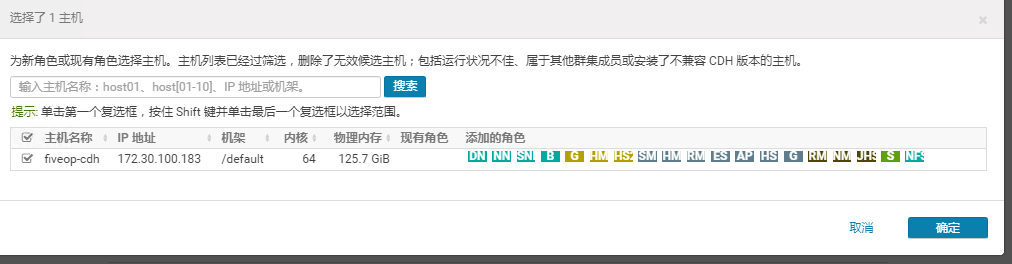 选择了 1 主机
×
为新角色或现有角色选择主机。主机列表已经过筛选，删除了无效候选主机；包括运行状况不佳、属于其他群集成员或安装了不兼容 CDH 版本的主机。
输入主机名称：host01、host[01-10]、IP 地址或机架。 搜索
提示: 单击第一个复选框，按住 Shift 键并单击最后一个复选框以选择范围。
主机名称 IP 地址 机架 内核 物理内存 现有角色 添加的角色
fiveop-cdh 172.30.100.183 /default 64 125.7 GiB DN NN SN B G HM HS2 SM HM RM ES AP HS G RM NM JHS S NFS
取消 确定